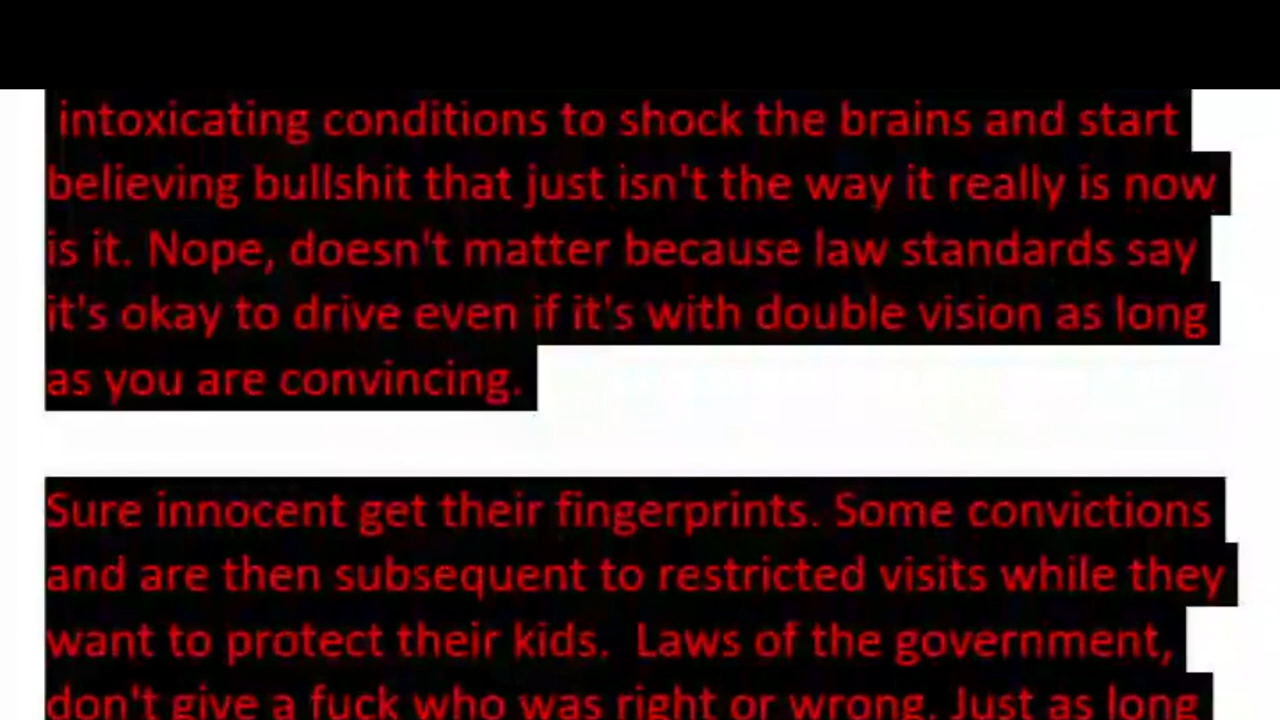 intoxicating conditions to shock the brains and start
believing bullshit that just isn't the way it really is now
is it. Nope, doesn't matter because law standards say
it's okay to drive even if it's with double vision as long
as you are convincing.
Sure innocent get their fingerprints. Some convictions
and are then subsequent to restricted visits while they
want to protect their kids.  Laws of the government,
don't give a fuck who was right or wrong. Just as long